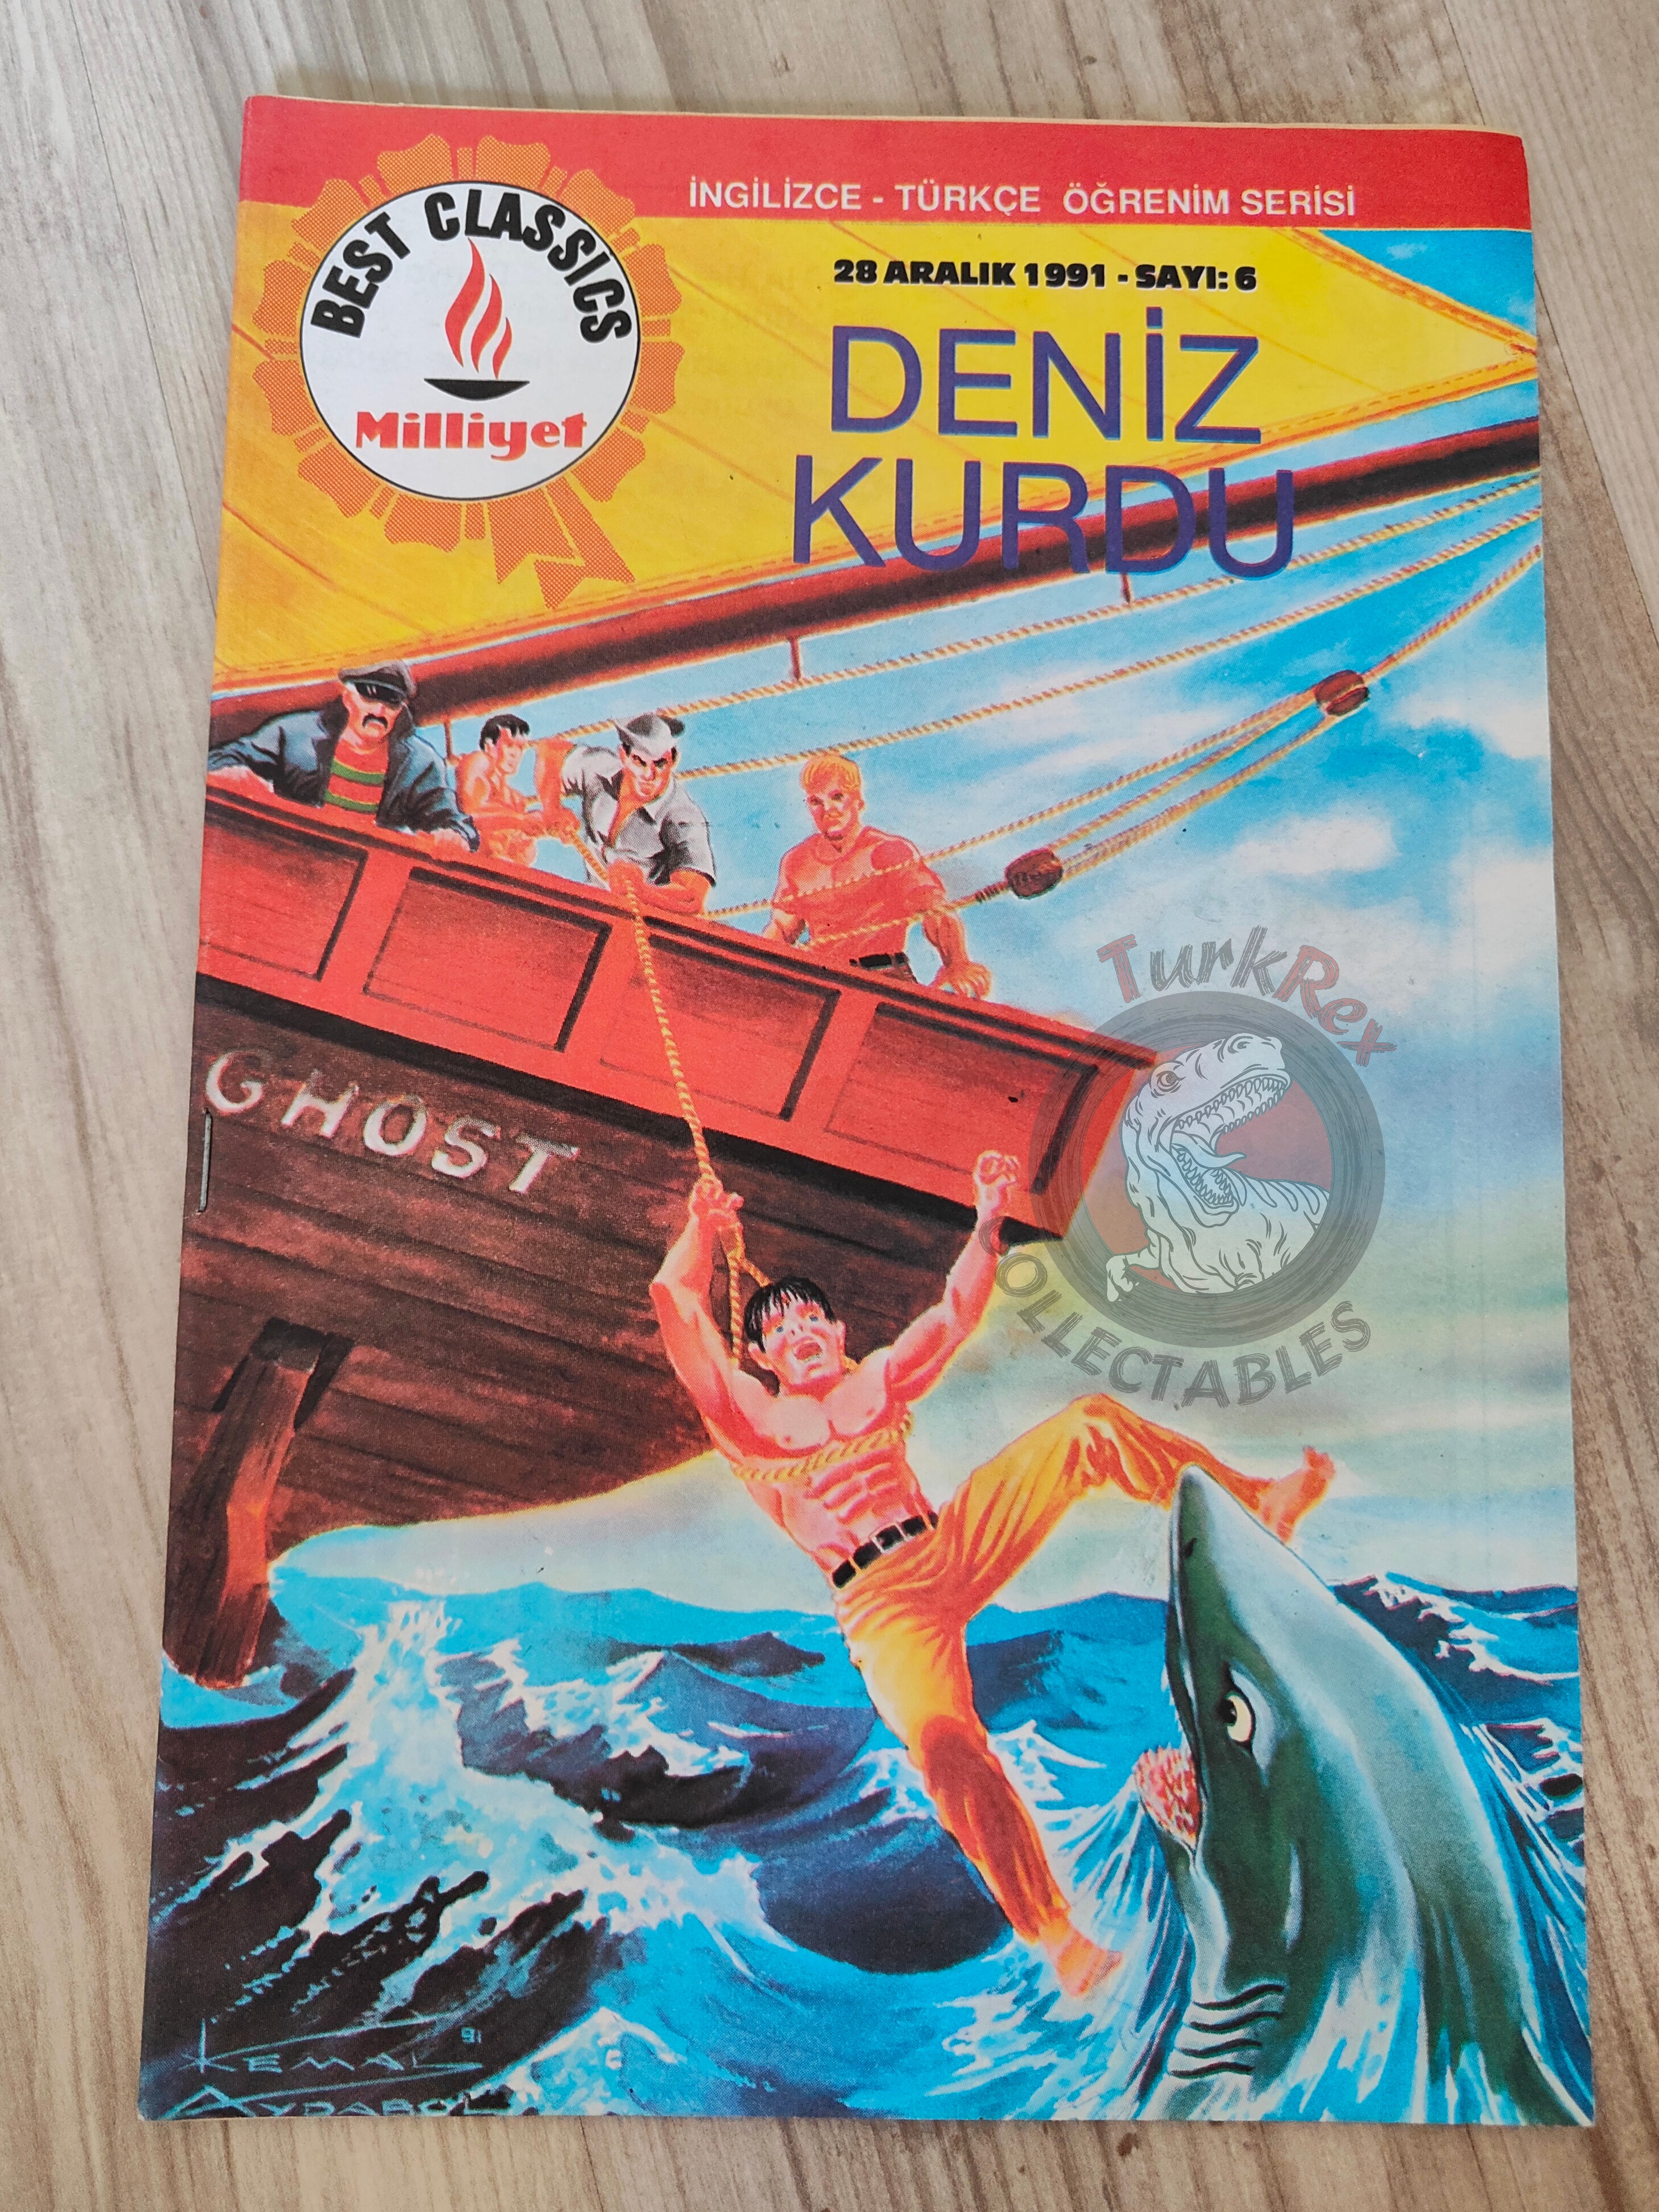 İNGİLİZCE - TÜRKÇE ÖĞRENİM SERİSİ
BEST CLASSICS
Milliyet
28 ARALIK 1991 - SAYI: 6
DENİZ
KURDU
TurkRex
COLLECTABLES
GHOST
KEMAL 91
AYDAROL